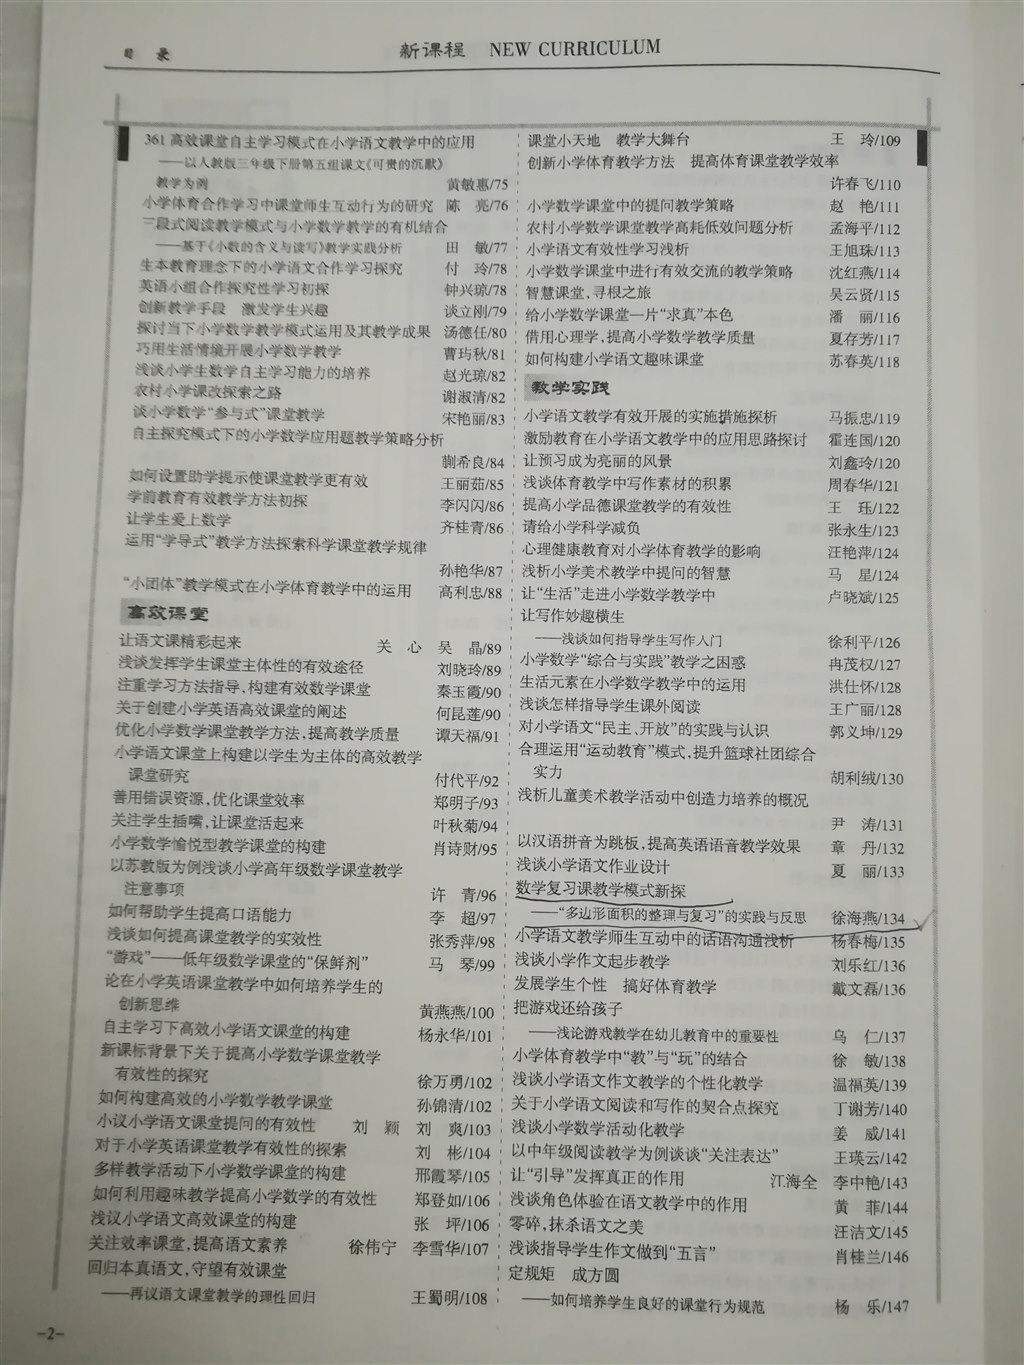 目 录
新课程 NEW CURRICULUM
361高效课堂自主学习模式在小学语文教学中的应用
——以人教版三年级下册第五组课文《可贵的沉默》
教学为例 黄敏惠/75
小学体育合作学习中课堂师生互动行为的研究 陈 亮/76
三段式阅读教学模式与小学数学教学的有机结合
——基于《小数的含义与读写》教学实践分析 田 敏/77
生本教育理念下的小学语文合作学习探究 付 玲/78
英语小组合作探究性学习初探 钟兴琼/78
创新教学手段 激发学生兴趣 谈立刚/79
探讨当下小学数学教学模式运用及其教学成果 汤德任/80
巧用生活情境开展小学数学教学 曹玙秋/81
浅谈小学生数学自主学习能力的培养 赵光琼/82
农村小学课改探索之路 谢淑清/82
谈小学数学“参与式”课堂教学 宋艳丽/83
自主探究模式下的小学数学应用题教学策略分析
蒯希良/84
如何设置助学提示使课堂教学更有效 王丽茹/85
学前教育有效教学方法初探 李闪闪/86
让学生爱上数学 齐桂青/86
运用“学导式”教学方法探索科学课堂教学规律
孙艳华/87
“小团体”教学模式在小学体育教学中的运用 高利忠/88
高效课堂
让语文课精彩起来 关 心 吴 晶/89
浅谈发挥学生课堂主体性的有效途径 刘晓玲/89
注重学习方法指导,构建有效数学课堂 秦玉霞/90
关于创建小学英语高效课堂的阐述 何昆莲/90
优化小学数学课堂教学方法,提高教学质量 谭天福/91
小学语文课堂上构建以学生为主体的高效教学
课堂研究 付代平/92
善用错误资源,优化课堂效率 郑明子/93
关注学生插嘴,让课堂活起来 叶秋菊/94
小学数学愉悦型教学课堂的构建 肖诗财/95
以苏教版为例浅谈小学高年级数学课堂教学
注意事项 许 青/96
如何帮助学生提高口语能力 李 超/97
浅谈如何提高课堂教学的实效性 张秀萍/98
“游戏”——低年级数学课堂的“保鲜剂” 马 琴/99
论在小学英语课堂教学中如何培养学生的
创新思维 黄燕燕/100
自主学习下高效小学语文课堂的构建 杨永华/101
新课标背景下关于提高小学数学课堂教学
有效性的探究 徐万勇/102
如何构建高效的小学数学教学课堂 孙锦清/102
小议小学语文课堂提问的有效性 刘 颖 刘 爽/103
对于小学英语课堂教学有效性的探索 刘 彬/104
多样教学活动下小学数学课堂的构建 邢霞琴/105
如何利用趣味教学提高小学数学的有效性 郑登如/106
浅议小学语文高效课堂的构建 张 坪/106
关注效率课堂,提高语文素养 徐伟宁 李雪华/107
回归本真语文,守望有效课堂
——再议语文课堂教学的理性回归 王蜀明/108
-2-
课堂小天地 教学大舞台 王 玲/109
创新小学体育教学方法 提高体育课堂教学效率
许春飞/110
小学数学课堂中的提问教学策略 赵 艳/111
农村小学数学课堂教学高耗低效问题分析 孟海平/112
小学语文有效性学习浅析 王旭珠/113
小学数学课堂中进行有效交流的教学策略 沈红燕/114
智慧课堂,寻根之旅 吴云贤/115
给小学数学课堂一片“求真”本色 潘 丽/116
借用心理学,提高小学数学教学质量 夏存芳/117
如何构建小学语文趣味课堂 苏春英/118
教学实践
小学语文教学有效开展的实施措施探析 马振忠/119
激励教育在小学语文教学中的应用思路探讨 霍连国/120
让预习成为亮丽的风景 刘鑫玲/120
浅谈体育教学中写作素材的积累 周春华/121
提高小学品德课堂教学的有效性 王 珏/122
请给小学科学减负 张永生/123
心理健康教育对小学体育教学的影响 汪艳萍/124
浅析小学美术教学中提问的智慧 马 星/124
让“生活”走进小学数学教学中 卢晓斌/125
让写作妙趣横生
——浅谈如何指导学生写作入门 徐利平/126
小学数学“综合与实践”教学之困惑 冉茂权/127
生活元素在小学数学教学中的运用 洪仕怀/128
浅谈怎样指导学生课外阅读 王广丽/128
对小学语文“民主、开放”的实践与认识 郭义坤/129
合理运用“运动教育”模式,提升篮球社团综合
实力 胡利绒/130
浅析儿童美术教学活动中创造力培养的概况
尹 涛/131
以汉语拼音为跳板,提高英语语音教学效果 章 丹/132
浅谈小学语文作业设计 夏 丽/133
数学复习课教学模式新探
——“多边形面积的整理与复习”的实践与反思 徐海燕/134
小学语文教学师生互动中的话语沟通浅析 杨春梅/135
浅谈小学作文起步教学 刘乐红/136
发展学生个性 搞好体育教学 戴文磊/136
把游戏还给孩子
——浅论游戏教学在幼儿教育中的重要性 乌 仁/137
小学体育教学中“教”与“玩”的结合 徐 敏/138
浅谈小学语文作文教学的个性化教学 温福英/139
关于小学语文阅读和写作的契合点探究 丁谢芳/140
浅谈小学数学活动化教学 姜 威/141
以中年级阅读教学为例谈谈“关注表达” 王瑛云/142
让“引导”发挥真正的作用 江海全 李中艳/143
浅谈角色体验在语文教学中的作用 黄 菲/144
零碎,抹杀语文之美 汪洁文/145
浅谈指导学生作文做到“五言” 肖桂兰/146
定规矩 成方圆
——如何培养学生良好的课堂行为规范 杨 乐/147